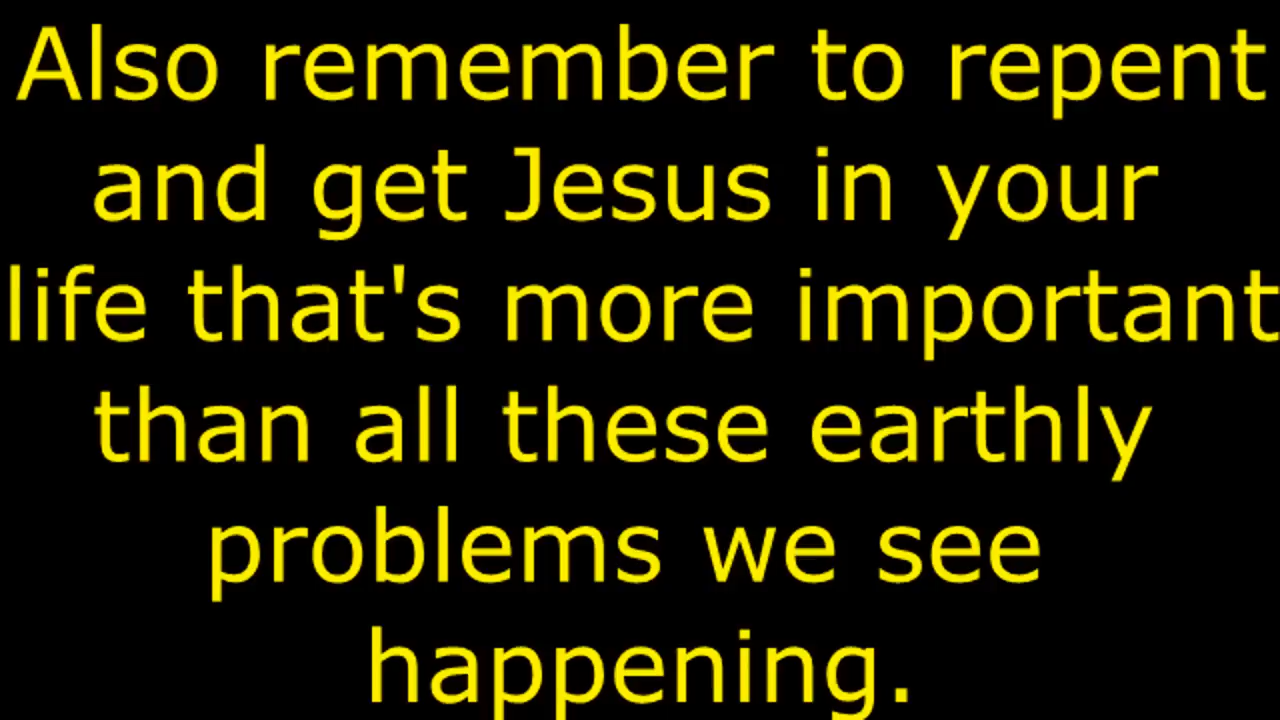 Also remember to repent
and get Jesus in your
life that's more important
than all these earthly
problems we see
happening.